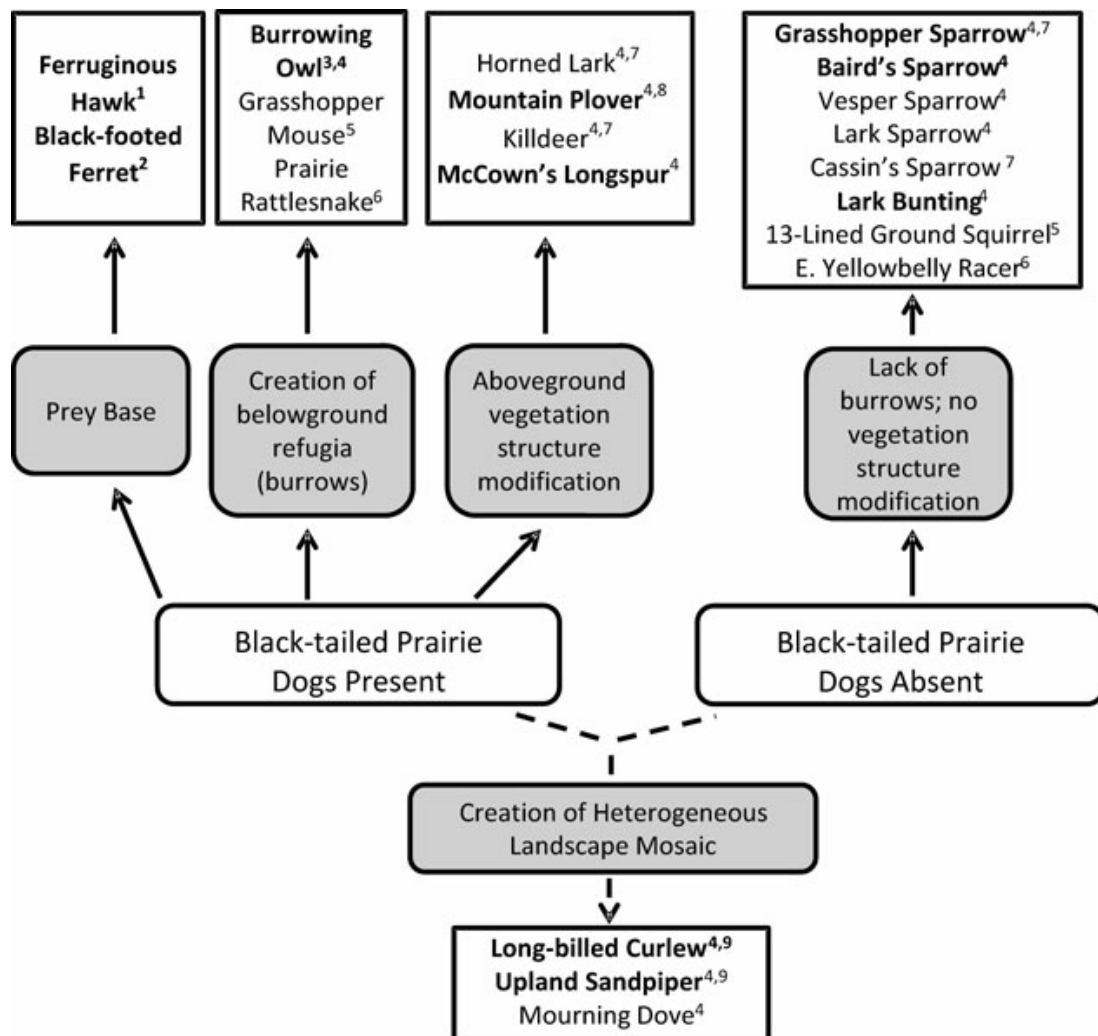 Ferruginous
Hawk¹
Black-footed
Ferret²
Burrowing
Owl³,⁴
Grasshopper
Mouse⁵
Prairie
Rattlesnake⁶
Horned Lark⁴,⁷
Mountain Plover⁴,⁸
Killdeer⁴,⁷
McCown's Longspur⁴
Grasshopper Sparrow⁴,⁷
Baird's Sparrow⁴
Vesper Sparrow⁴
Lark Sparrow⁴
Cassin's Sparrow ⁷
Lark Bunting⁴
13-Lined Ground Squirrel⁵
E. Yellowbelly Racer⁶
Prey Base
Creation of
belowground
refugia
(burrows)
Aboveground
vegetation
structure
modification
Lack of
burrows; no
vegetation
structure
modification
Black-tailed Prairie
Dogs Present
Black-tailed Prairie
Dogs Absent
Creation of Heterogeneous
Landscape Mosaic
Long-billed Curlew⁴,⁹
Upland Sandpiper⁴,⁹
Mourning Dove⁴